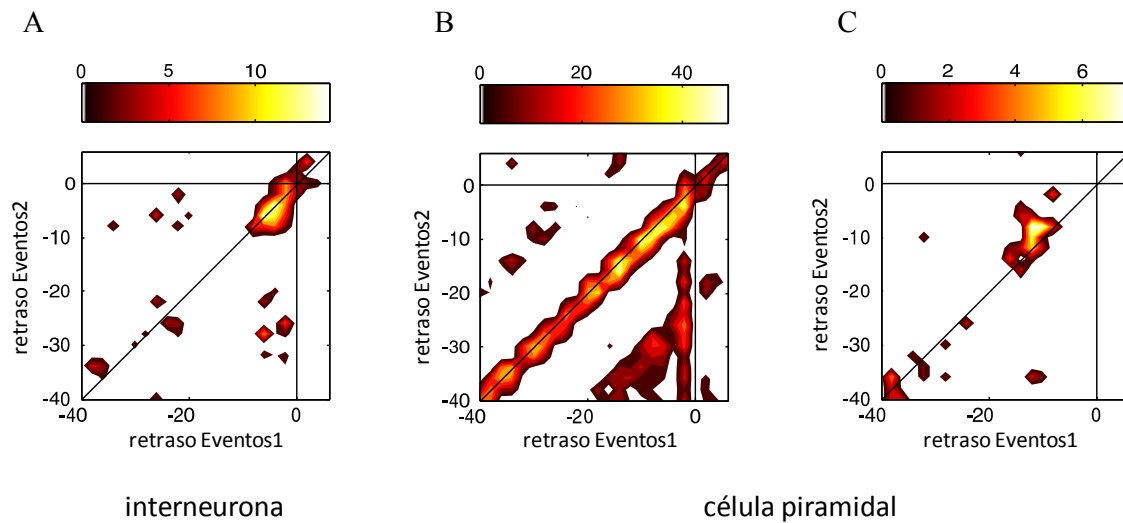 A
B
C
0 5 10
0 20 40
0 2 4 6
0
-10
-20
-30
-40
-40 -20 0
retraso Eventos2
retraso Eventos1
0
-10
-20
-30
-40
-40 -20 0
retraso Eventos2
retraso Eventos1
0
-10
-20
-30
-40
-40 -20 0
retraso Eventos2
retraso Eventos1
interneurona
célula piramidal